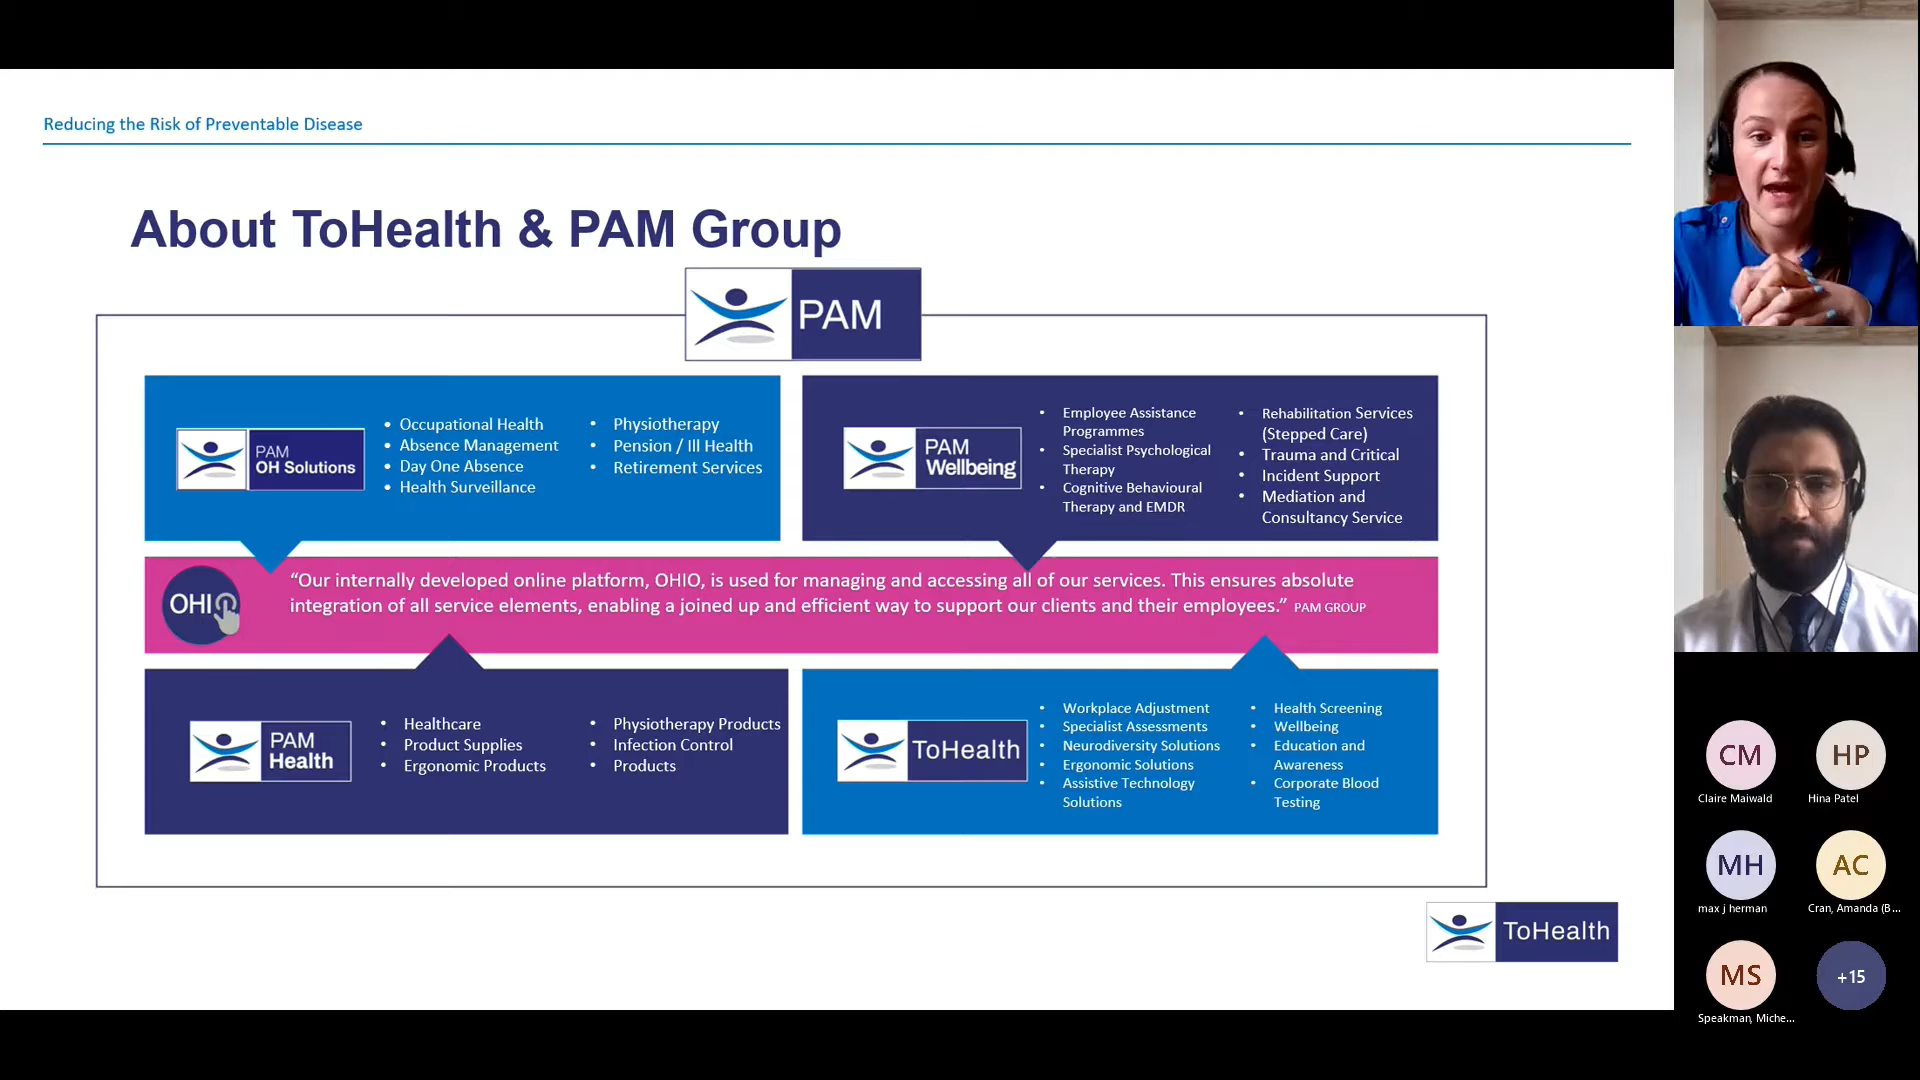 Reducing the Risk of Preventable Disease
About ToHealth & PAM Group
PAM
PAM
OH Solutions
• Occupational Health
• Absence Management
• Day One Absence
• Health Surveillance
• Physiotherapy
• Pension / Ill Health
• Retirement Services
PAM
Wellbeing
• Employee Assistance
Programmes
• Specialist Psychological
Therapy
• Cognitive Behavioural
Therapy and EMDR
• Rehabilitation Services
(Stepped Care)
• Trauma and Critical
• Incident Support
• Mediation and
Consultancy Service
OHIO
“Our internally developed online platform, OHIO, is used for managing and accessing all of our services. This ensures absolute
integration of all service elements, enabling a joined up and efficient way to support our clients and their employees.” PAM GROUP
PAM
Health
• Healthcare
• Product Supplies
• Ergonomic Products
• Physiotherapy Products
• Infection Control
• Products
ToHealth
• Workplace Adjustment
• Specialist Assessments
• Neurodiversity Solutions
• Ergonomic Solutions
• Assistive Technology
Solutions
• Health Screening
• Wellbeing
• Education and
Awareness
• Corporate Blood
Testing
ToHealth
CM
Claire Maiwald
HP
Hina Patel
MH
max j herman
AC
Cran, Amanda (B...
MS
Speakman, Miche...
+15